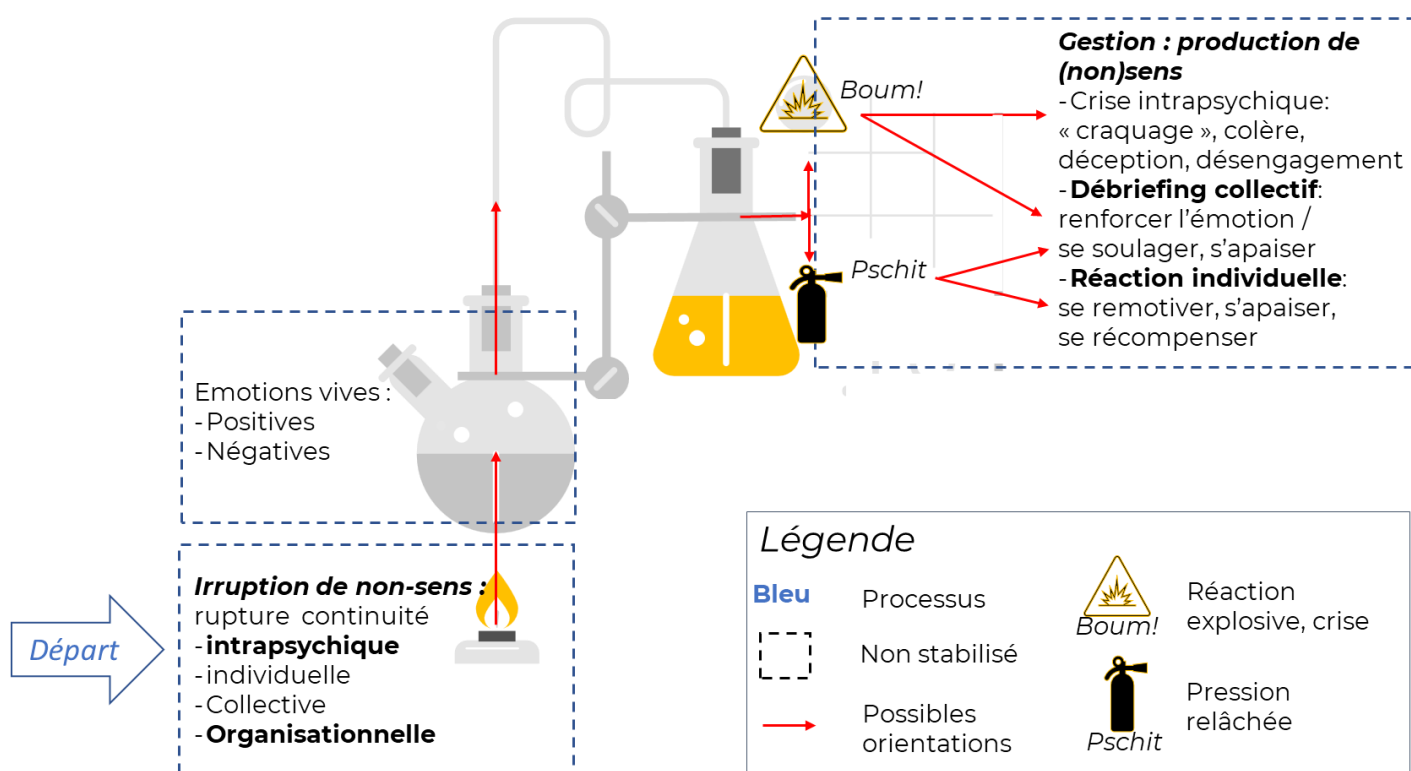 Départ
Irruption de non-sens :
rupture continuité
-intrapsychique
-individuelle
-Collective
-Organisationnelle
Emotions vives :
-Positives
-Négatives
Boum!
Pschit
Gestion : production de
(non)sens
-Crise intrapsychique:
« craquage », colère,
déception, désengagement
-Débriefing collectif:
renforcer l’émotion /
se soulager, s’apaiser
-Réaction individuelle:
se remotiver, s’apaiser,
se récompenser
Légende
Bleu Processus
Non stabilisé
Possibles
orientations
Boum!
Réaction
explosive, crise
Pschit
Pression
relâchée